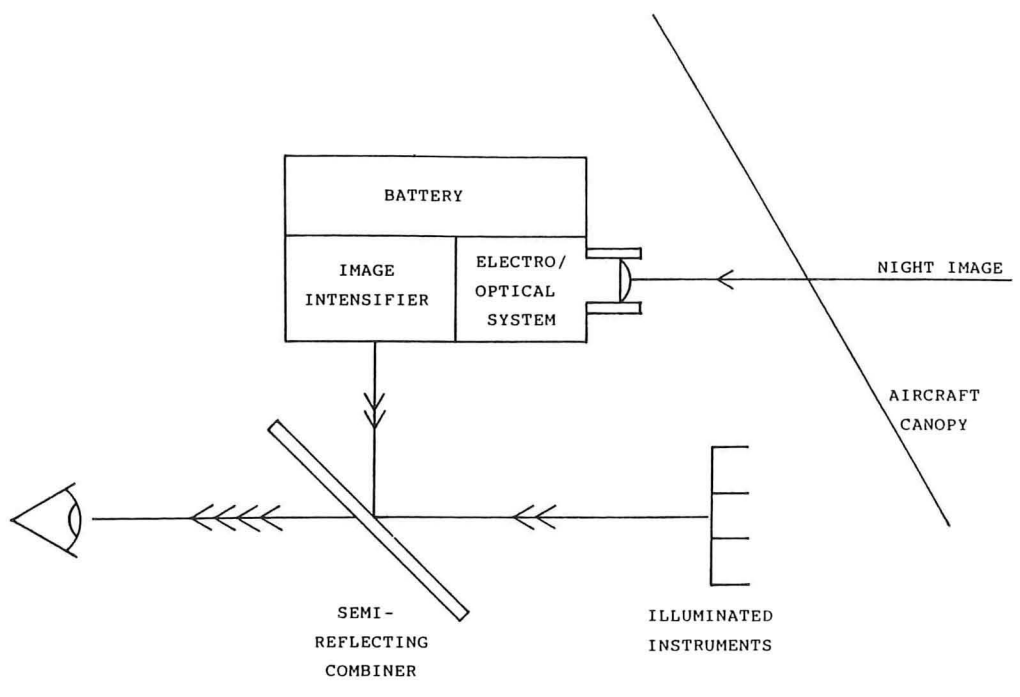 BATTERY
IMAGE
INTENSIFIER
ELECTRO/
OPTICAL
SYSTEM
NIGHT IMAGE
AIRCRAFT
CANOPY
SEMI-
REFLECTING
COMBINER
ILLUMINATED
INSTRUMENTS